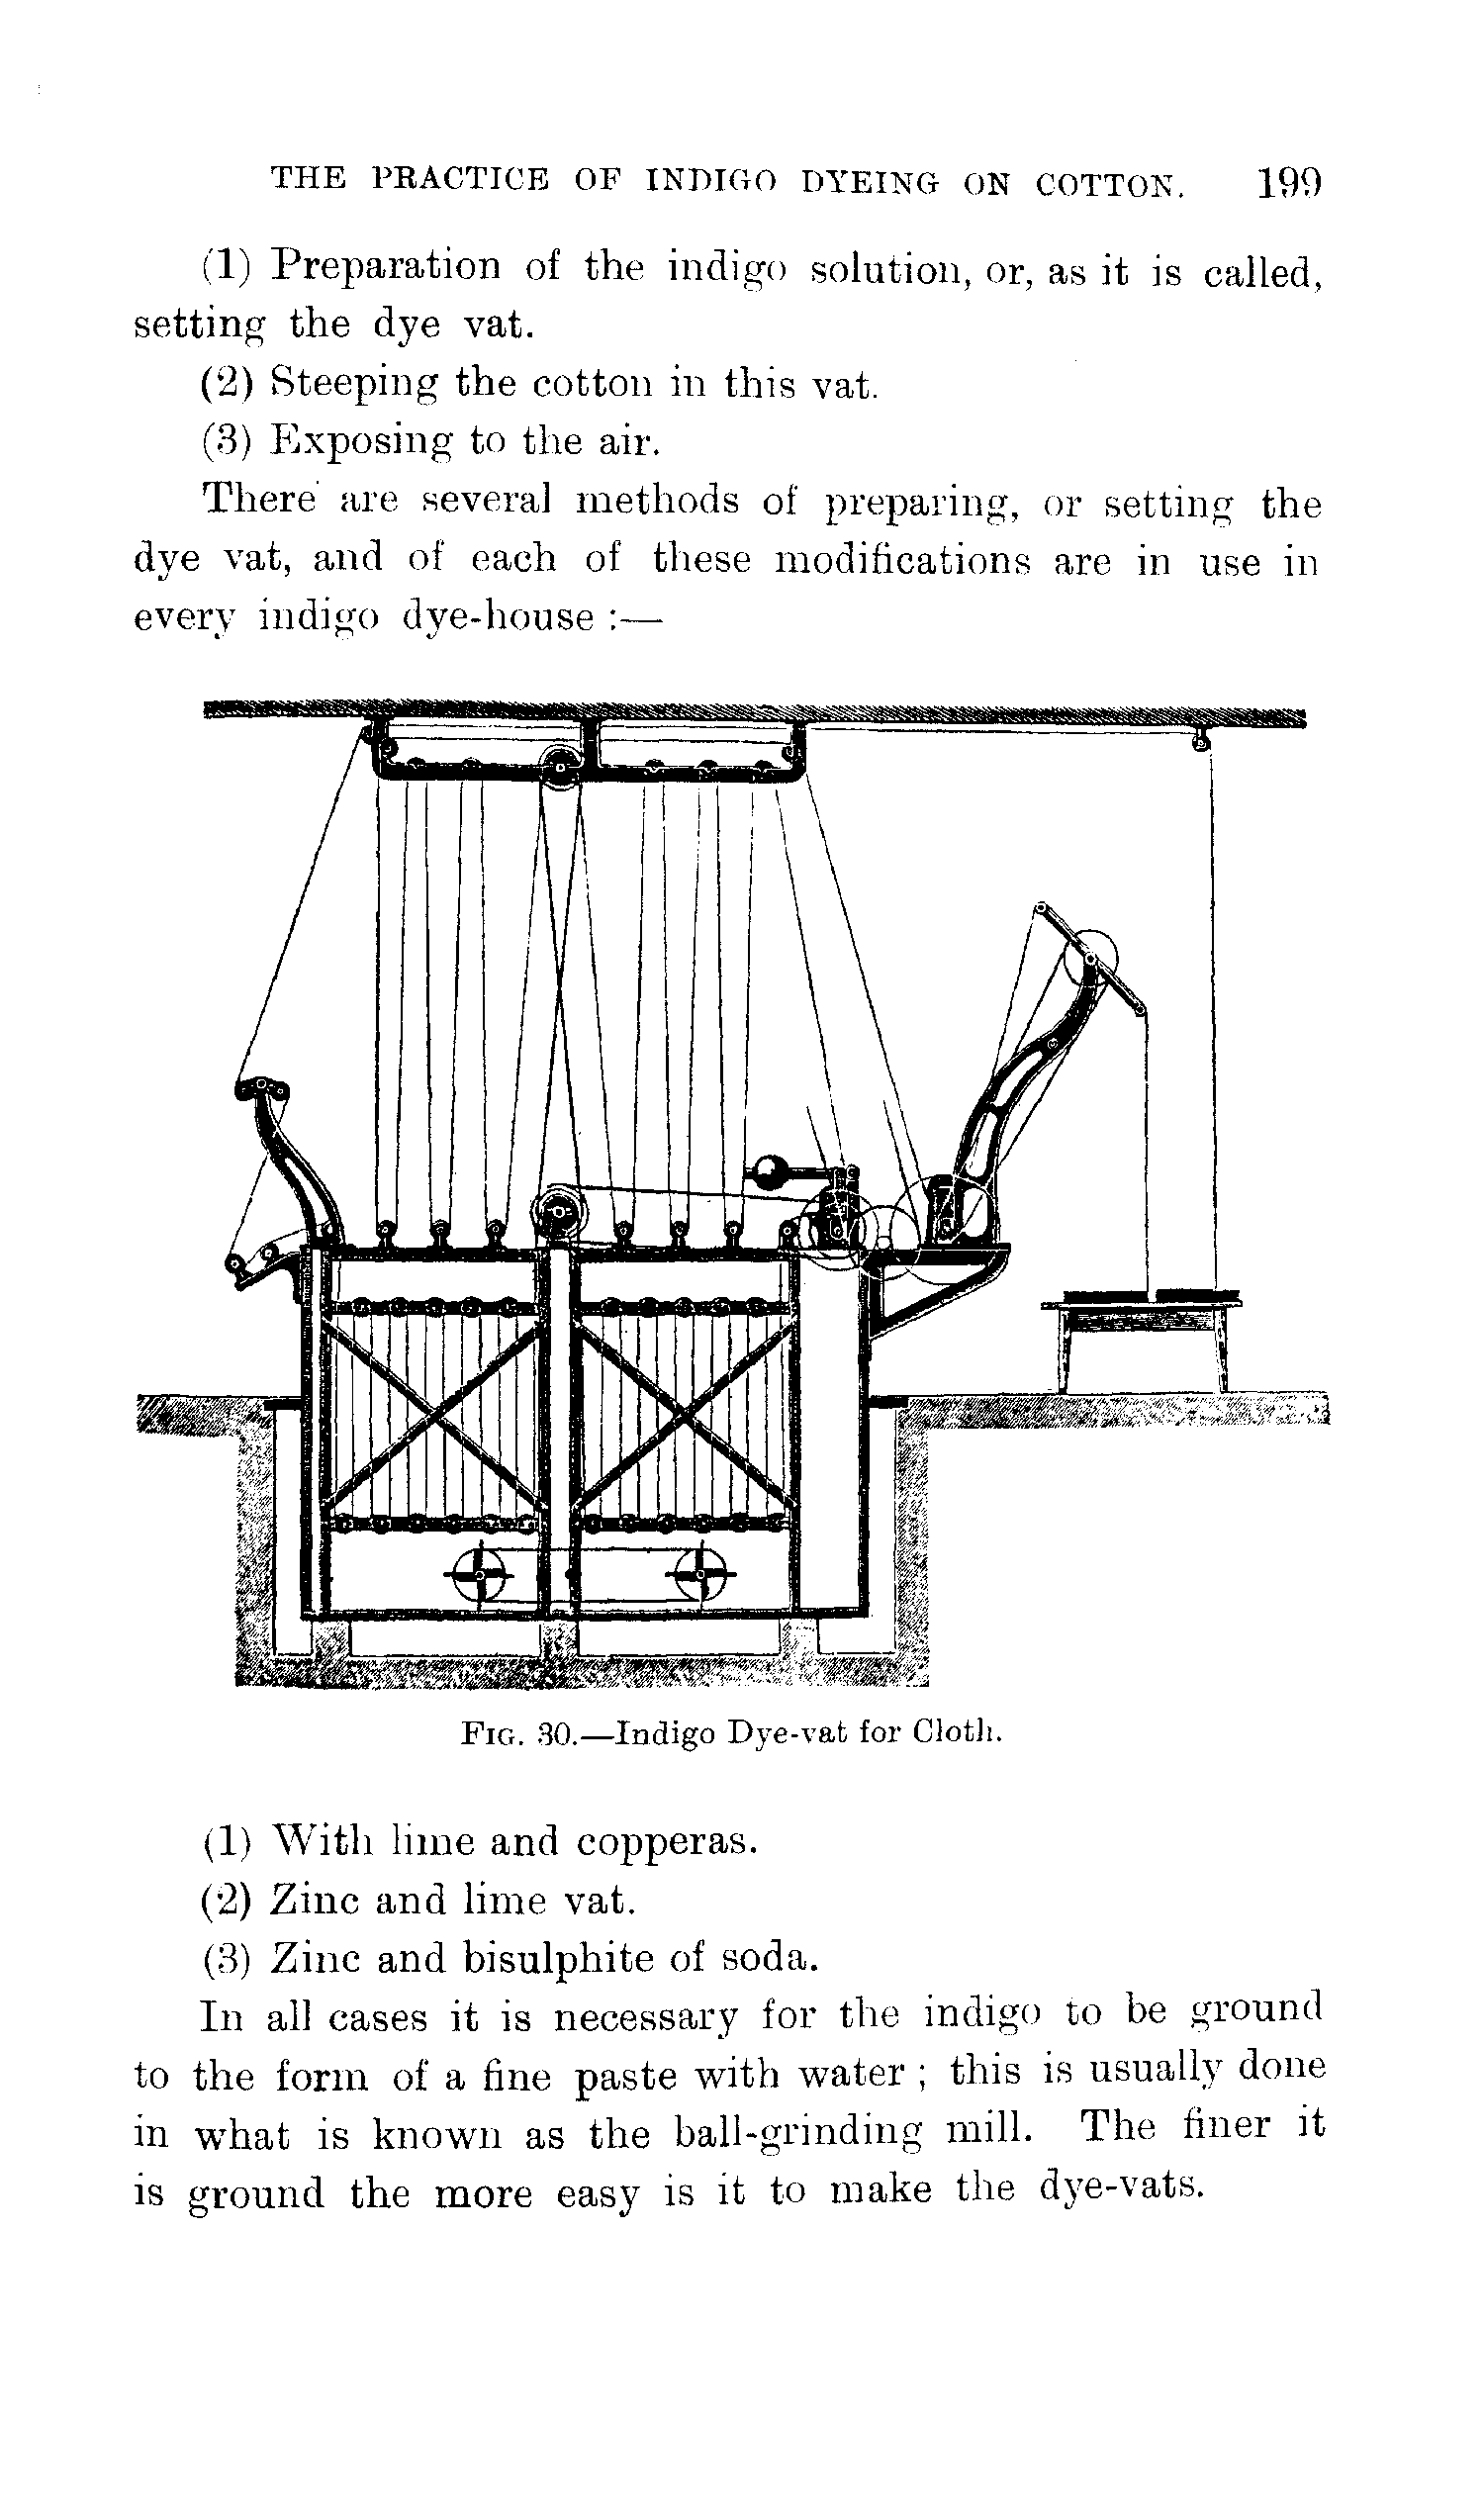 THE PRACTICE OF INDIGO DYEING ON COTTON. 199
(1) Preparation of the indigo solution, or, as it is called,
setting the dye vat.
(2) Steeping the cotton in this vat.
(3) Exposing to the air.
There are several methods of preparing, or setting the
dye vat, and of each of these modifications are in use in
every indigo dye-house :—
FIG. 30.—Indigo Dye-vat for Cloth.
(1) With lime and copperas.
(2) Zinc and lime vat.
(3) Zinc and bisulphite of soda.
In all cases it is necessary for the indigo to be ground
to the form of a fine paste with water ; this is usually done
in what is known as the ball-grinding mill. The finer it
is ground the more easy is it to make the dye-vats.